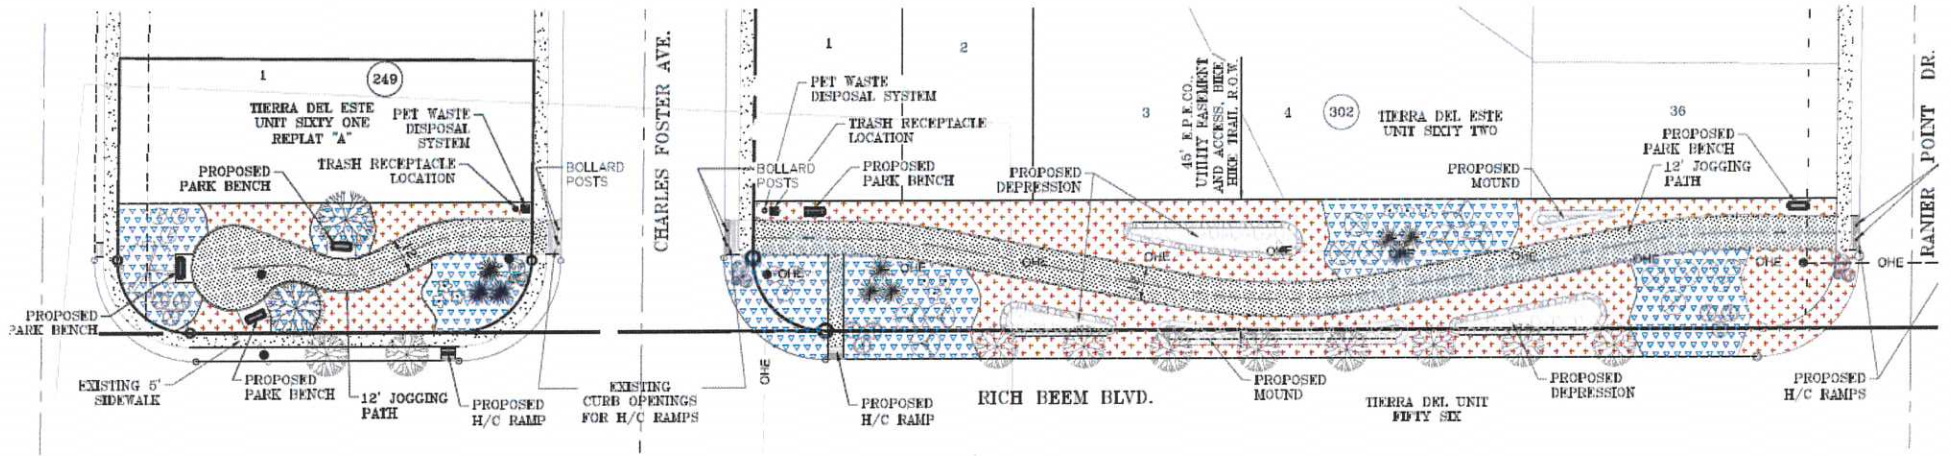 1
249
TIERRA DEL ESTE
UNIT SIXTY ONE
REPLAT "A"
PET WASTE
DISPOSAL
SYSTEM
TRASH RECEPTACLE
LOCATION
PROPOSED
PARK BENCH
BOLLARD
POSTS
12'
PROPOSED
PARK BENCH
EXISTING 5'
SIDEWALK
PROPOSED
PARK BENCH
12' JOGGING
PATH
PROPOSED
H/C RAMP
CHARLES FOSTER AVE.
EXISTING
CURB OPENINGS
FOR H/C RAMPS
1
2
PET WASTE
DISPOSAL SYSTEM
TRASH RECEPTACLE
LOCATION
BOLLARD
POSTS
PROPOSED
PARK BENCH
PROPOSED
DEPRESSION
3
45' E.P.E.CO.
UTILITY EASEMENT
AND ACCESS, HIKE/
BIKE TRAIL R.O.W.
4
302
TIERRA DEL ESTE
UNIT SIXTY TWO
36
PROPOSED
PARK BENCH
PROPOSED
MOUND
12' JOGGING
PATH
OHE
OHE
OHE
OHE
OHE
OHE
OHE
OHE
OHE
OHE
12'
PROPOSED
H/C RAMP
RICH BEEM BLVD.
PROPOSED
MOUND
TIERRA DEL UNIT
FIFTY SIX
PROPOSED
DEPRESSION
PROPOSED
H/C RAMPS
RANIER POINT DR.